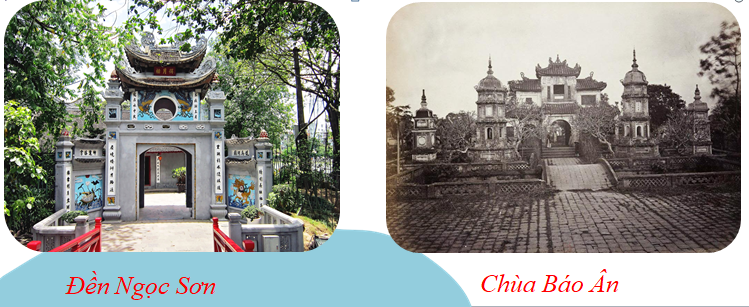 Đền Ngọc Sơn
Chùa Báo Ân